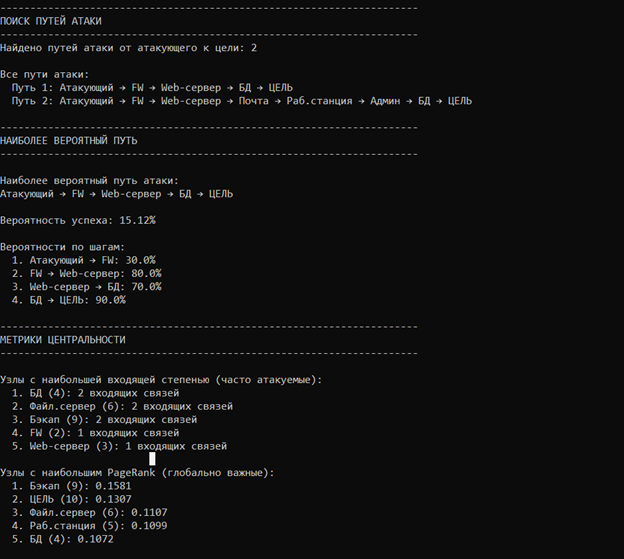 ------------------------------------------------------------------
ПОИСК ПУТЕЙ АТАКИ
------------------------------------------------------------------
Найдено путей атаки от атакующего к цели: 2
Все пути атаки:
Путь 1: Атакующий → FW → Web-сервер → БД → ЦЕЛЬ
Путь 2: Атакующий → FW → Web-сервер → Почта → Раб.станция → Админ → БД → ЦЕЛЬ
------------------------------------------------------------------
НАИБОЛЕЕ ВЕРОЯТНЫЙ ПУТЬ
------------------------------------------------------------------
Наиболее вероятный путь атаки:
Атакующий → FW → Web-сервер → БД → ЦЕЛЬ
Вероятность успеха: 15.12%
Вероятности по шагам:
1. Атакующий → FW: 30.0%
2. FW → Web-сервер: 80.0%
3. Web-сервер → БД: 70.0%
4. БД → ЦЕЛЬ: 90.0%
------------------------------------------------------------------
МЕТРИКИ ЦЕНТРАЛЬНОСТИ
------------------------------------------------------------------
Узлы с наибольшей входящей степенью (часто атакуемые):
1. БД (4): 2 входящих связей
2. Файл.сервер (6): 2 входящих связей
3. Бэкап (9): 2 входящих связей
4. FW (2): 1 входящих связей
5. Web-сервер (3): 1 входящих связей
Узлы с наибольшим PageRank (глобально важные):
1. Бэкап (9): 0.1581
2. ЦЕЛЬ (10): 0.1307
3. Файл.сервер (6): 0.1107
4. Раб.станция (5): 0.1099
5. БД (4): 0.1072